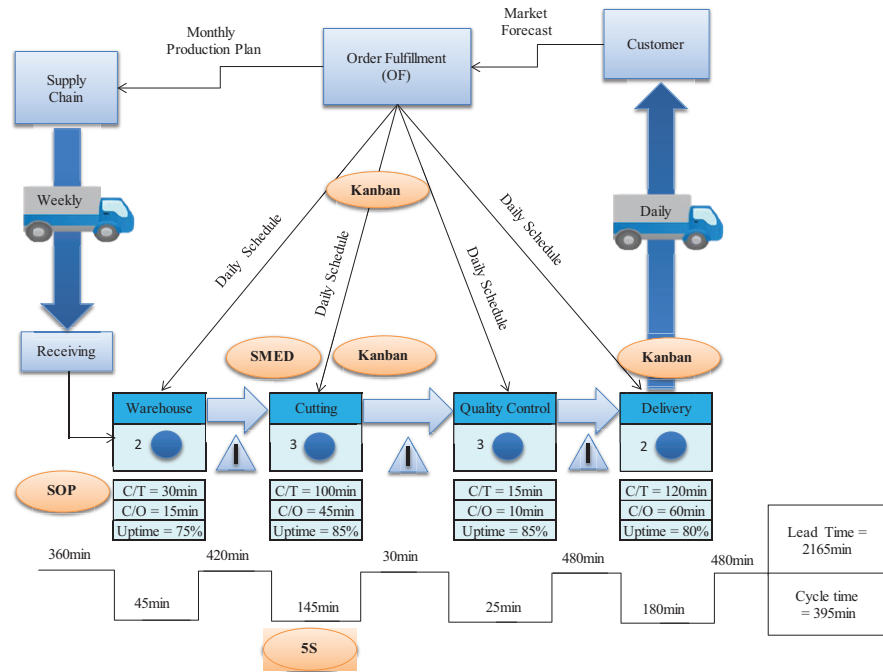 Monthly
Production Plan
Market
Forecast
Supply
Chain
Order Fulfillment
(OF)
Customer
Weekly
Kanban
Daily
Daily Schedule
Daily Schedule
Daily Schedule
Daily Schedule
Receiving
SMED
Kanban
Kanban
Warehouse
Cutting
Quality Control
Delivery
2
I
3
I
3
I
2
SOP
C/T = 30min
C/O = 15min
Uptime = 75%
C/T = 100min
C/O = 45min
Uptime = 85%
C/T = 15min
C/O = 10min
Uptime = 85%
C/T = 120min
C/O = 60min
Uptime = 80%
360min
420min
30min
480min
480min
Lead Time =
2165min
45min
145min
25min
180min
Cycle time
= 395min
5S